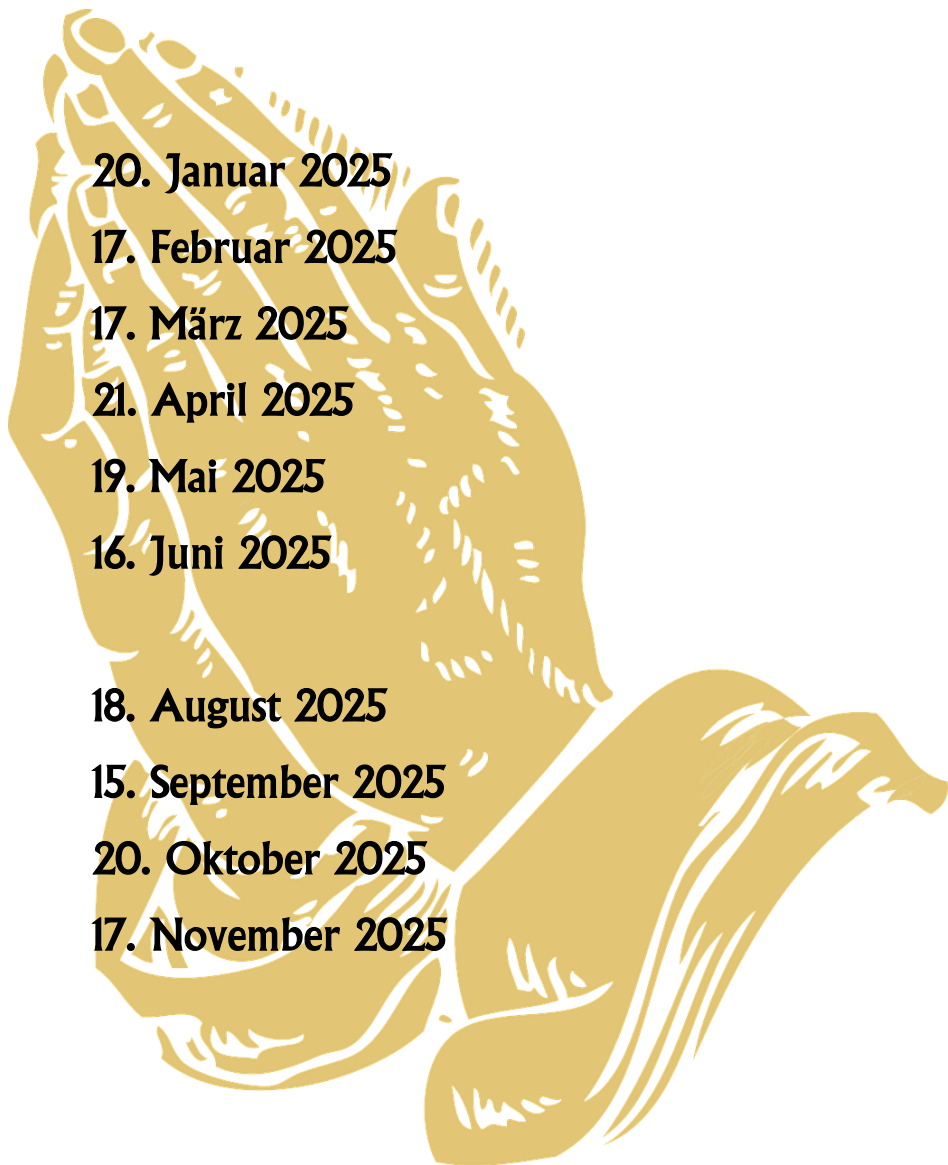 20. Januar 2025
17. Februar 2025
17. März 2025
21. April 2025
19. Mai 2025
16. Juni 2025
18. August 2025
15. September 2025
20. Oktober 2025
17. November 2025